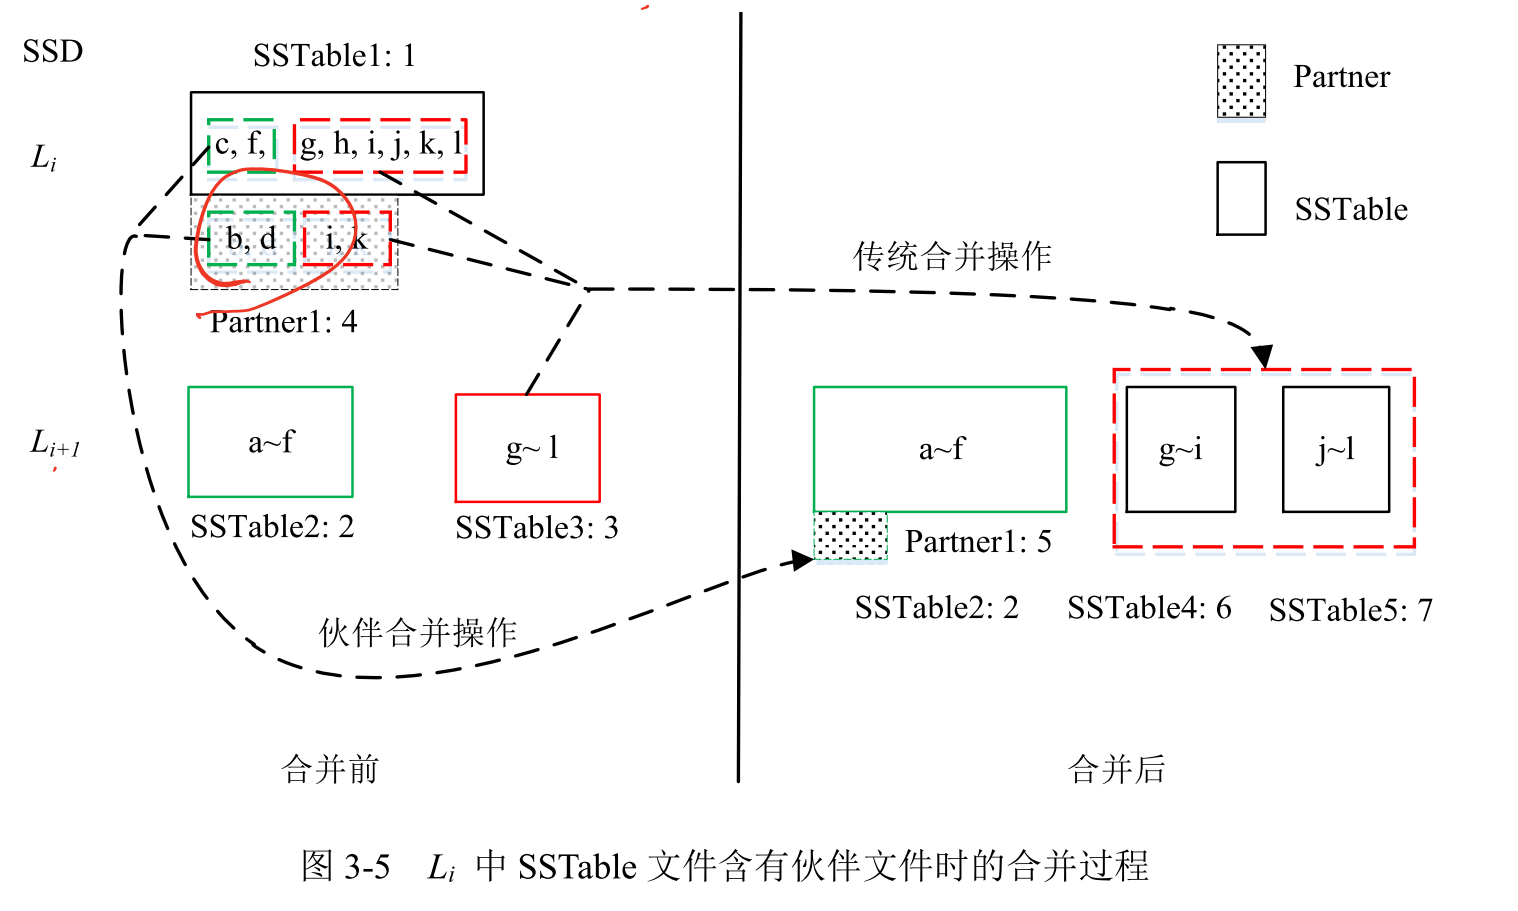 SSD
SSTable1: 1
Partner
Li
c, f,
g, h, i, j, k, l
SSTable
b, d
i, k
传统合并操作
Partner1: 4
Li+1
a~f
g~ l
a~f
g~i
j~l
SSTable2: 2
SSTable3: 3
Partner1: 5
SSTable2: 2
SSTable4: 6
SSTable5: 7
伙伴合并操作
合并前
合并后
图 3-5 Li 中 SSTable 文件含有伙伴文件时的合并过程